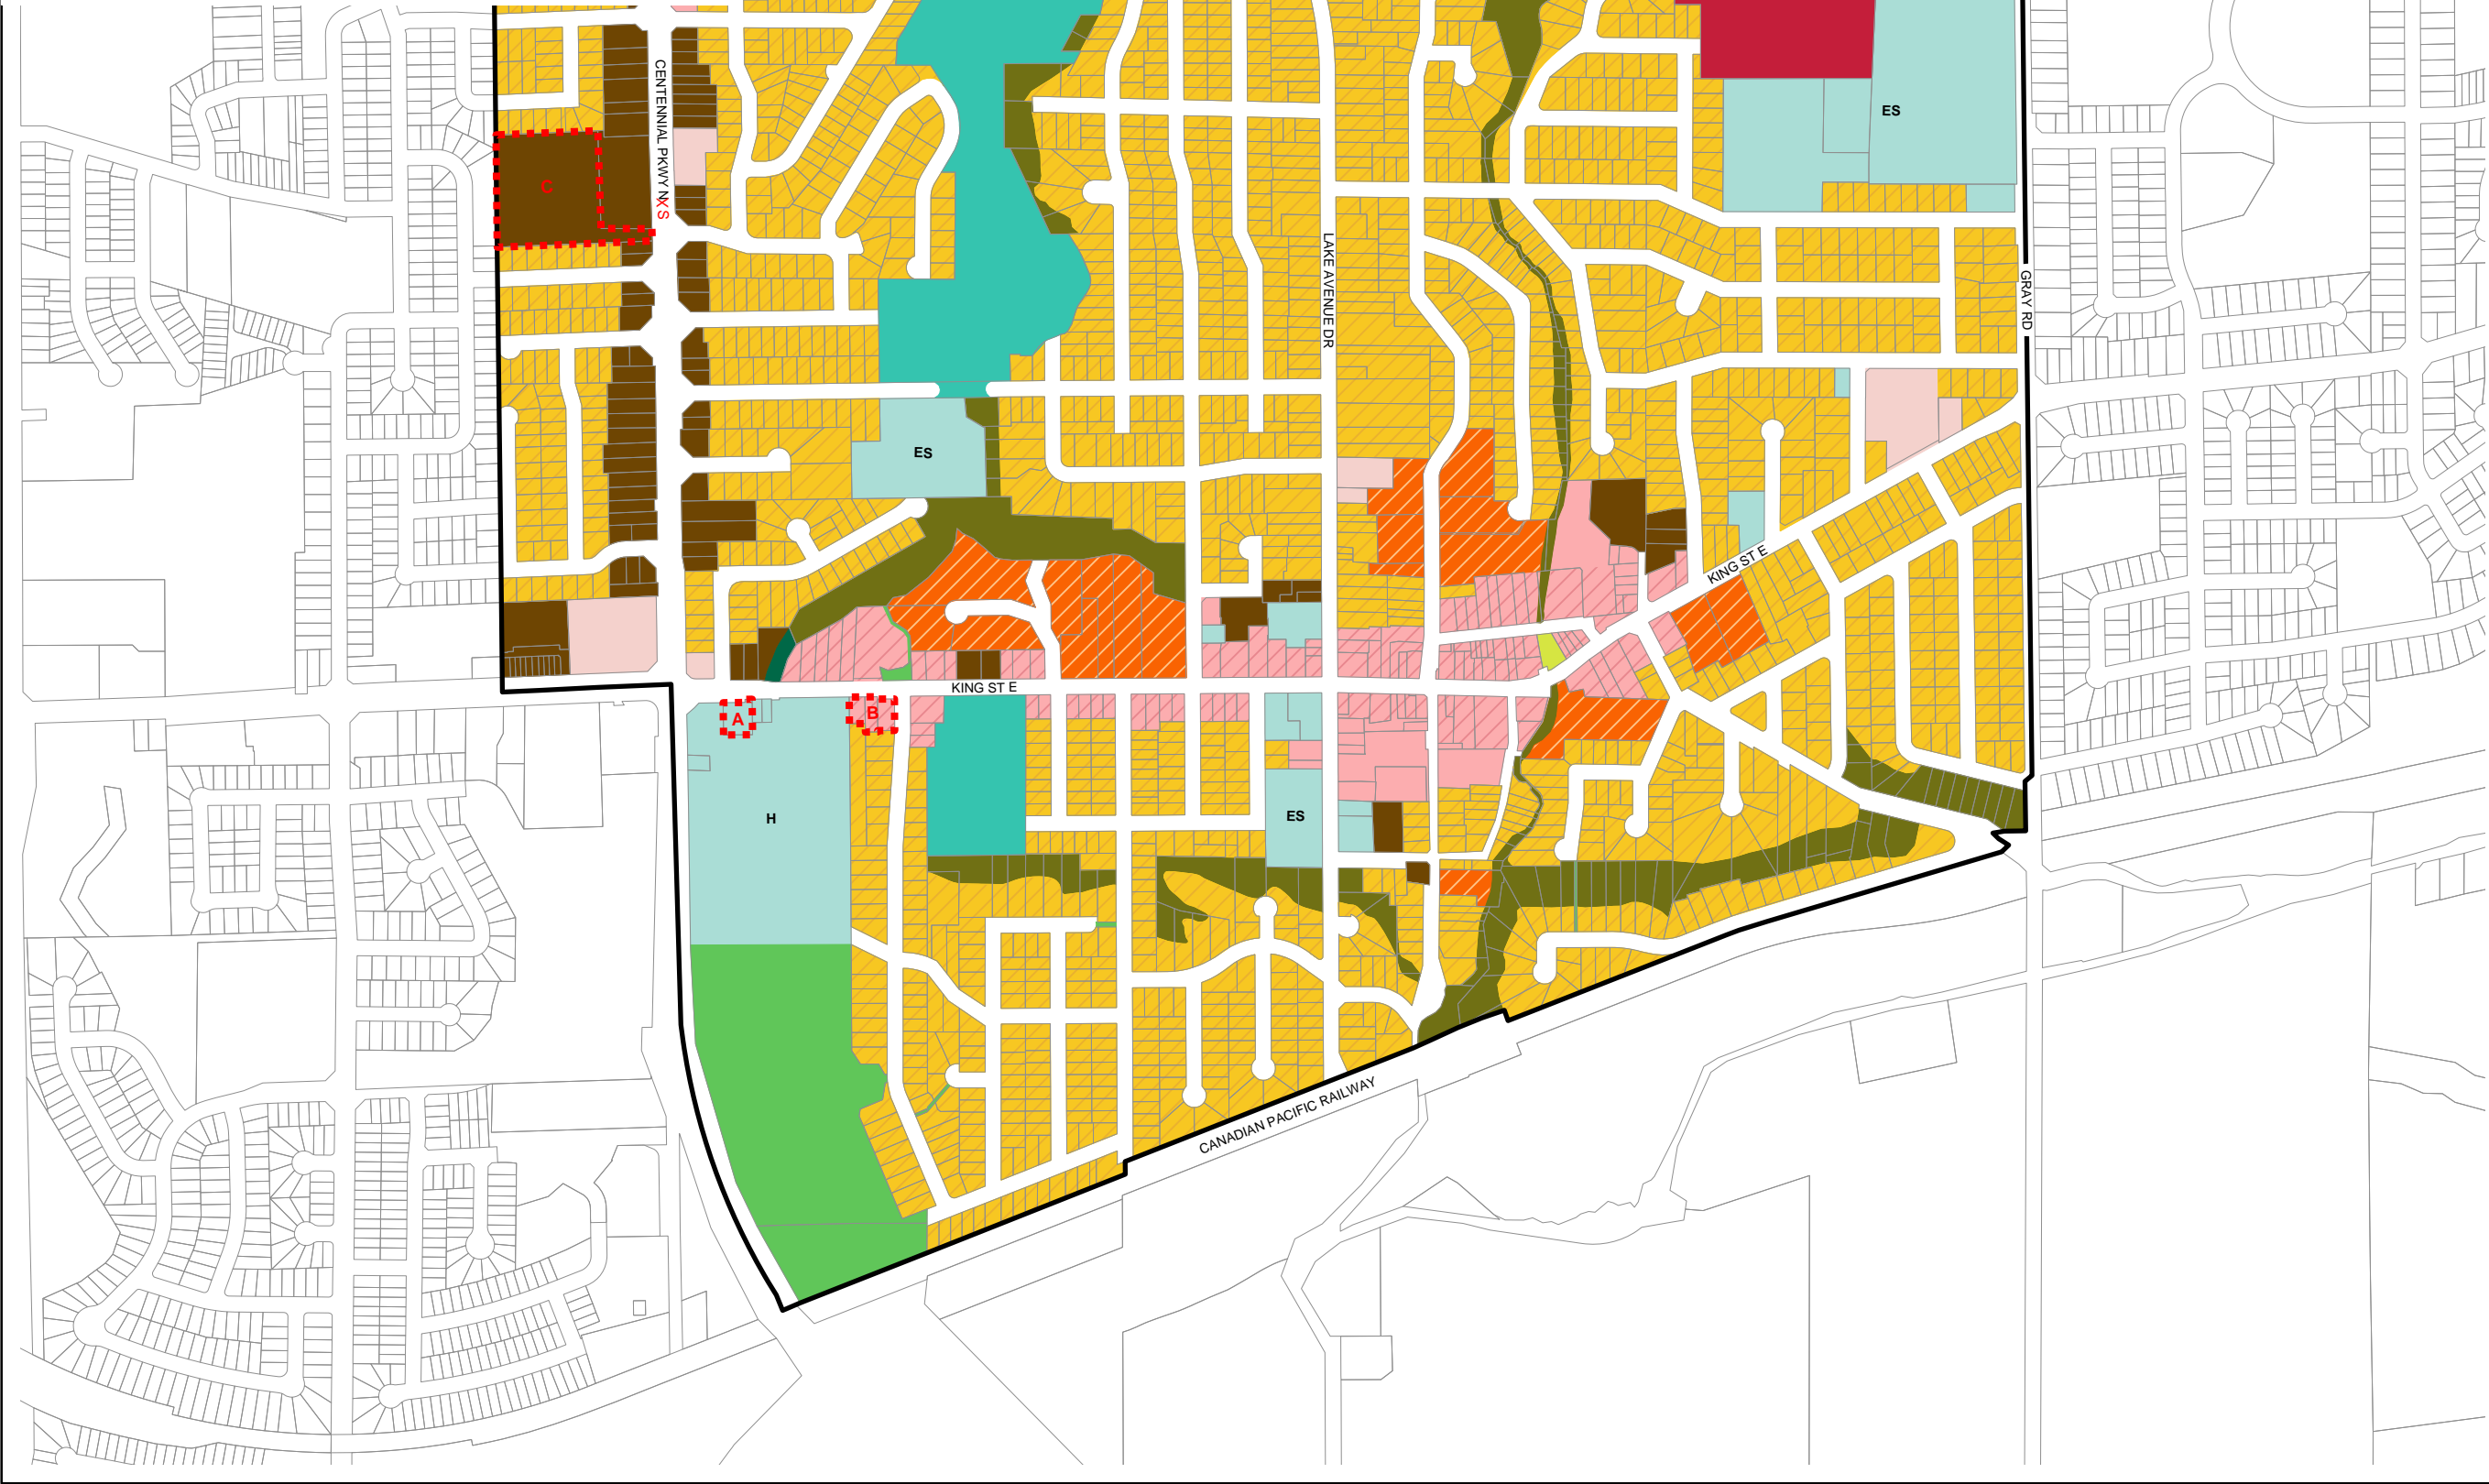 ES
CENTENNIAL PKWY N X S
C
LAKE AVENUE DR
GRAY RD
ES
KING ST E
KING ST E
A
B
H
ES
CANADIAN PACIFIC RAILWAY